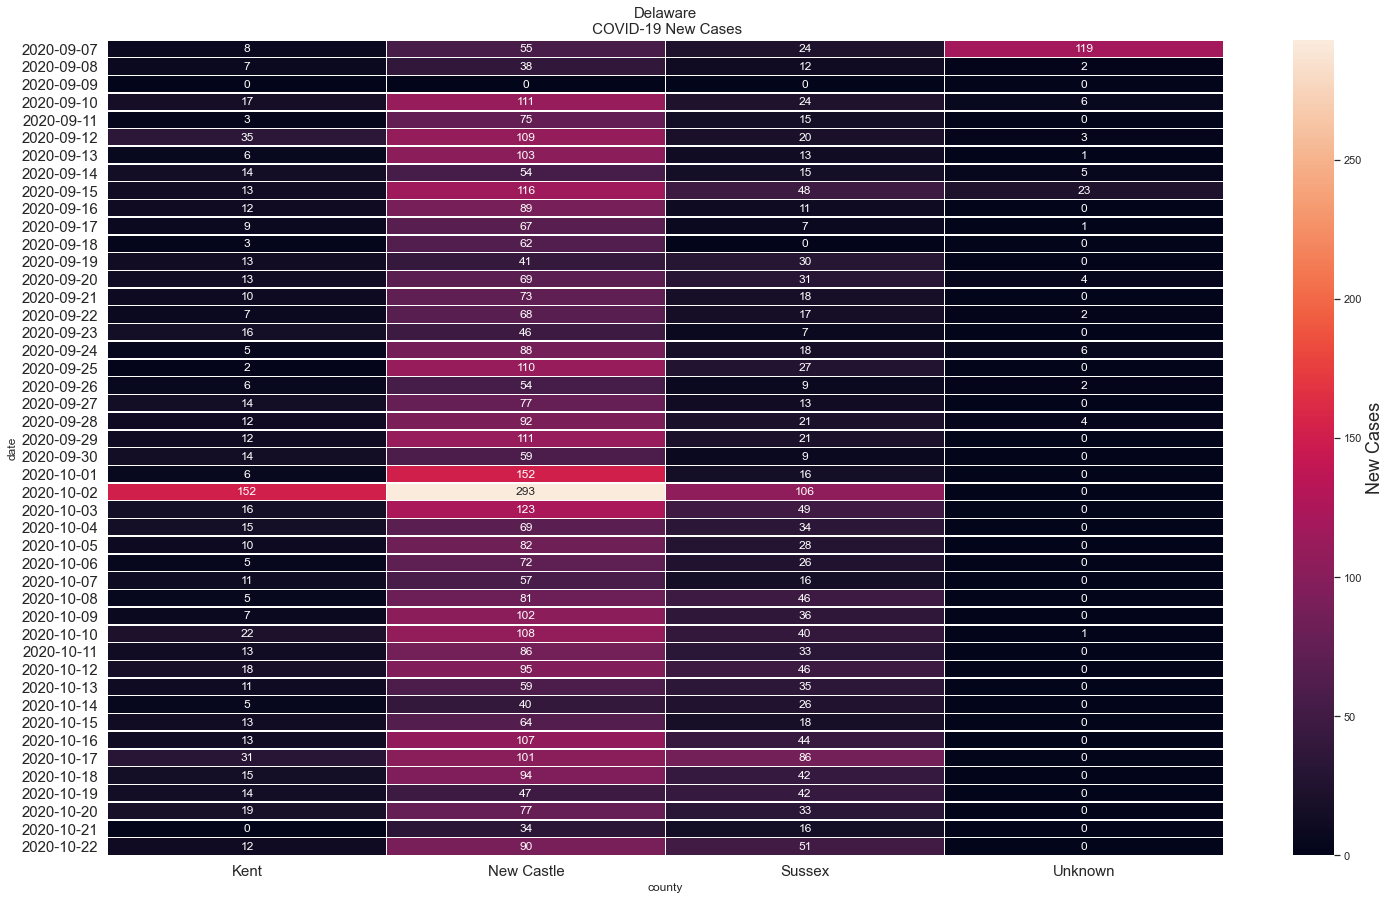 Delaware
COVID-19 New Cases
2020-09-07 8 55 24 119
2020-09-08 7 38 12 2
2020-09-09 0 0 0 0
2020-09-10 17 111 24 6
2020-09-11 3 75 15 0
2020-09-12 35 109 20 3
2020-09-13 6 103 13 1
2020-09-14 14 54 15 5
2020-09-15 13 116 48 23
2020-09-16 12 89 11 0
2020-09-17 9 67 7 1
2020-09-18 3 62 0 0
2020-09-19 13 41 30 0
2020-09-20 13 69 31 4
2020-09-21 10 73 18 0
2020-09-22 7 68 17 2
2020-09-23 16 46 7 0
2020-09-24 5 88 18 6
2020-09-25 2 110 27 0
2020-09-26 6 54 9 2
2020-09-27 14 77 13 0
2020-09-28 12 92 21 4
2020-09-29 12 111 21 0
2020-09-30 14 59 9 0
2020-10-01 6 152 16 0
2020-10-02 152 293 106 0
2020-10-03 16 123 49 0
2020-10-04 15 69 34 0
2020-10-05 10 82 28 0
2020-10-06 5 72 26 0
2020-10-07 11 57 16 0
2020-10-08 5 81 46 0
2020-10-09 7 102 36 0
2020-10-10 22 108 40 1
2020-10-11 13 86 33 0
2020-10-12 18 95 46 0
2020-10-13 11 59 35 0
2020-10-14 5 40 26 0
2020-10-15 13 64 18 0
2020-10-16 13 107 44 0
2020-10-17 31 101 86 0
2020-10-18 15 94 42 0
2020-10-19 14 47 42 0
2020-10-20 19 77 33 0
2020-10-21 0 34 16 0
2020-10-22 12 90 51 0
Kent New Castle Sussex Unknown
county
date
250
200
150
100
50
0
New Cases